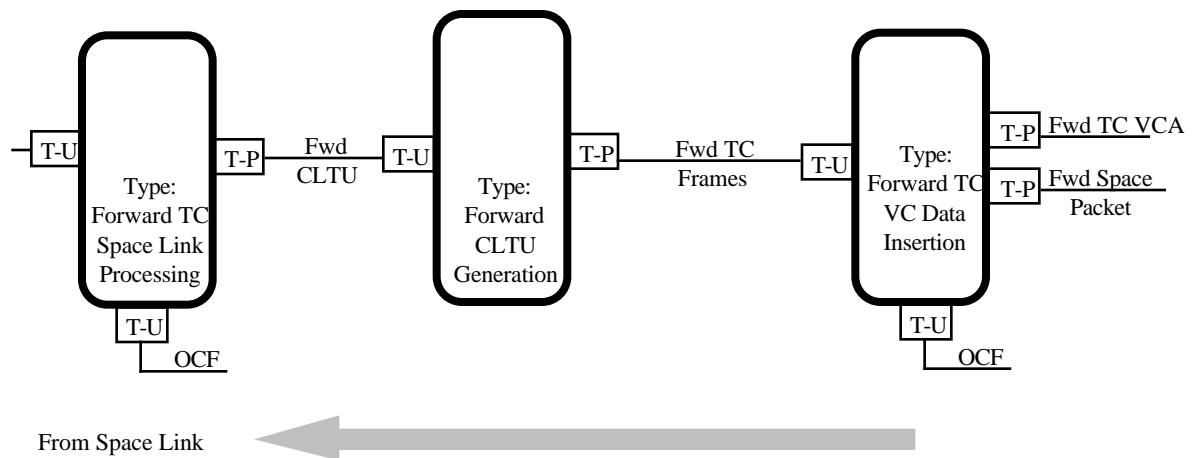 T-U
Type:
Forward TC
Space Link
Processing
T-P
T-U
OCF
Fwd
CLTU
T-U
Type:
Forward
CLTU
Generation
T-P
Fwd TC
Frames
T-U
Type:
Forward TC
VC Data
Insertion
T-P
Fwd TC VCA
T-P
Fwd Space
Packet
T-U
OCF
From Space Link